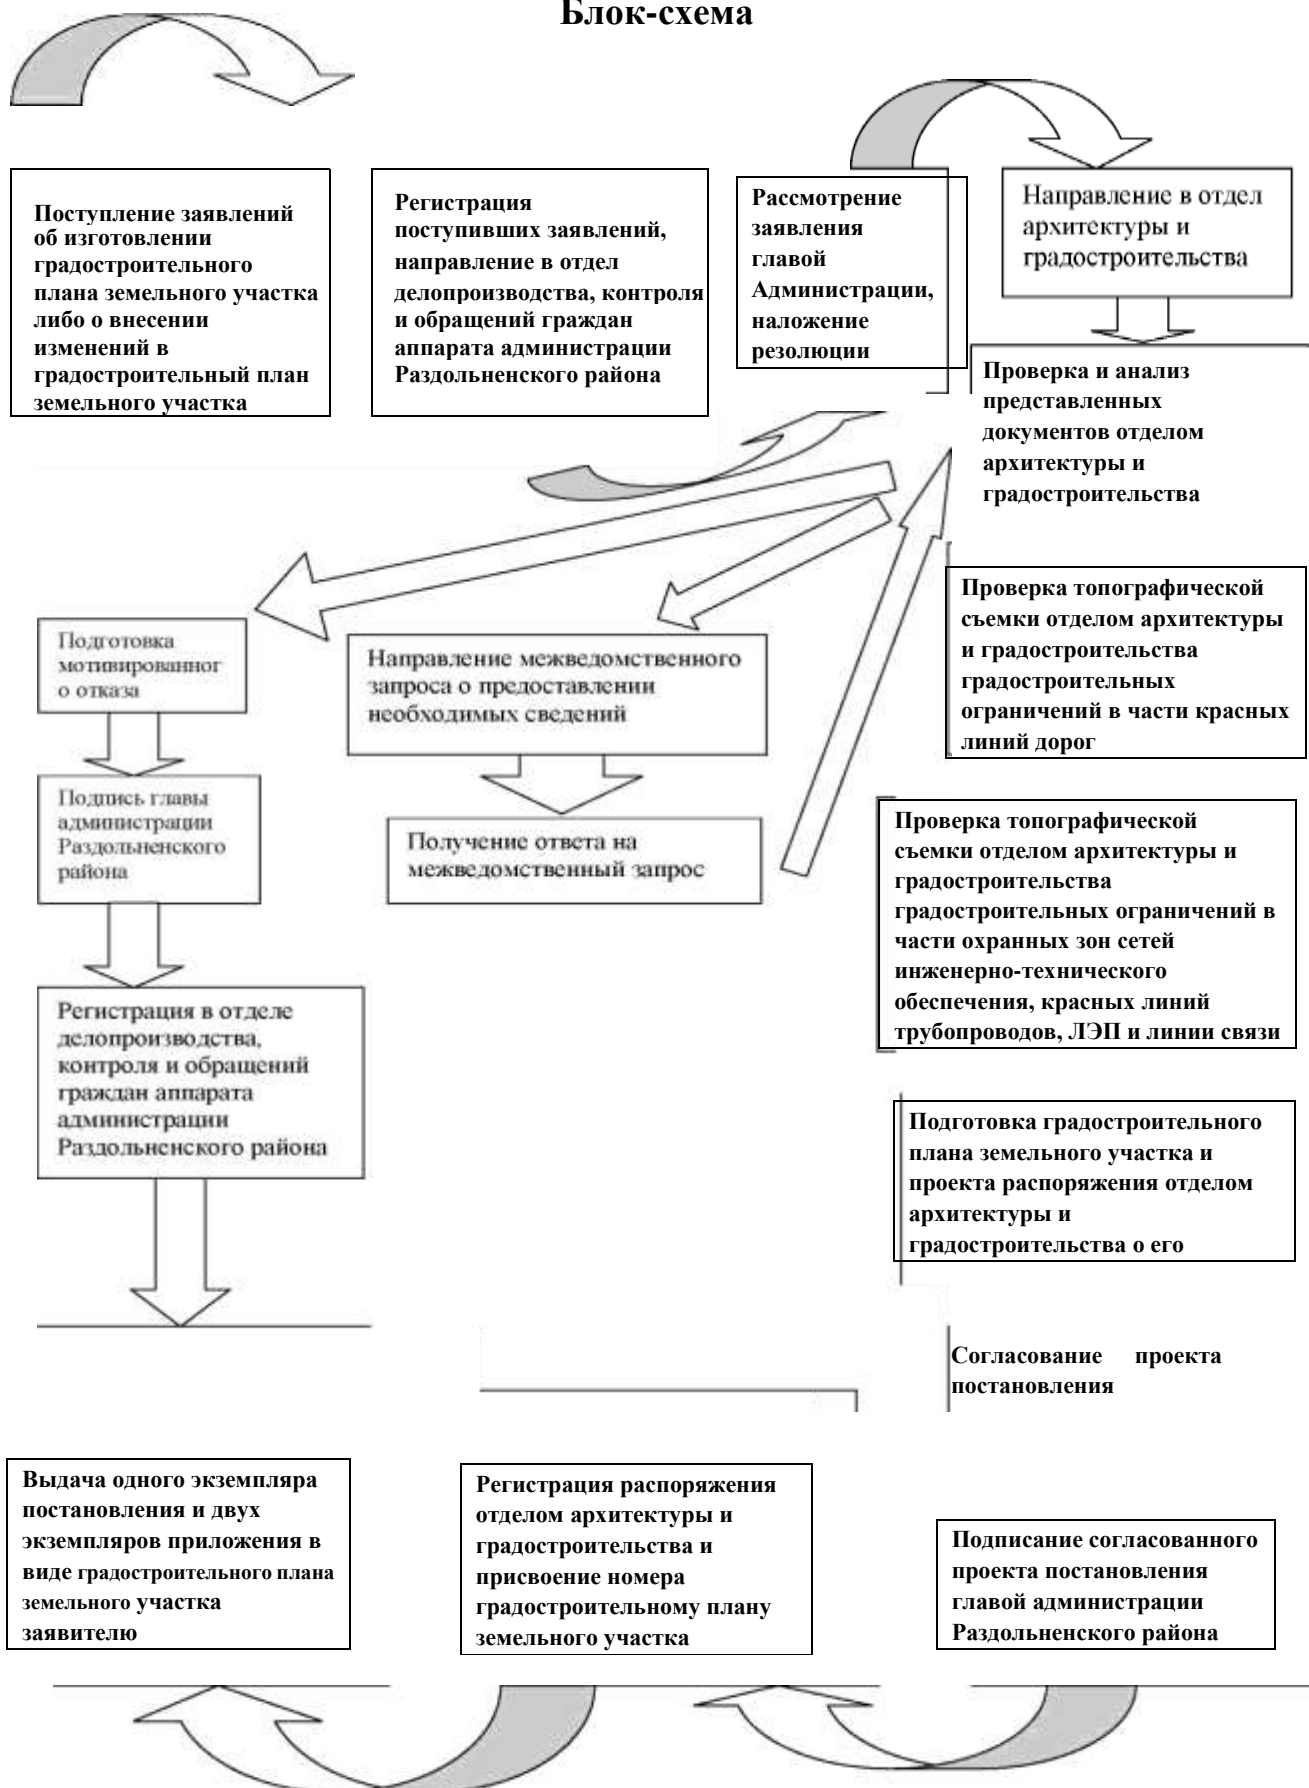 Блок-схема
Поступление заявлений
об изготовлении
градостроительного
плана земельного участка
либо о внесении
изменений в
градостроительный план
земельного участка
Регистрация
поступивших заявлений,
направление в отдел
делопроизводства, контроля
и обращений граждан
аппарата администрации
Раздольненского района
Рассмотрение
заявления
главой
Администрации,
наложение
резолюции
Направление в отдел
архитектуры и
градостроительства
Проверка и анализ
представленных
документов отделом
архитектуры и
градостроительства
Подготовка
мотивированног
о отказа
Направление межведомственного
запроса о предоставлении
необходимых сведений
Проверка топографической
съемки отделом архитектуры
и градостроительства
градостроительных
ограничений в части красных
линий дорог
Подпись главы
администрации
Раздольненского
района
Получение ответа на
межведомственный запрос
Проверка топографической
съемки отделом архитектуры и
градостроительства
градостроительных ограничений в
части охранных зон сетей
инженерно-технического
обеспечения, красных линий
трубопроводов, ЛЭП и линии связи
Регистрация в отделе
делопроизводства,
контроля и обращений
граждан аппарата
администрации
Раздольненского района
Подготовка градостроительного
плана земельного участка и
проекта распоряжения отделом
архитектуры и
градостроительства о его
Согласование проекта
постановления
Выдача одного экземпляра
постановления и двух
экземпляров приложения в
виде градостроительного плана
земельного участка
заявителю
Регистрация распоряжения
отделом архитектуры и
градостроительства и
присвоение номера
градостроительному плану
земельного участка
Подписание согласованного
проекта постановления
главой администрации
Раздольненского района